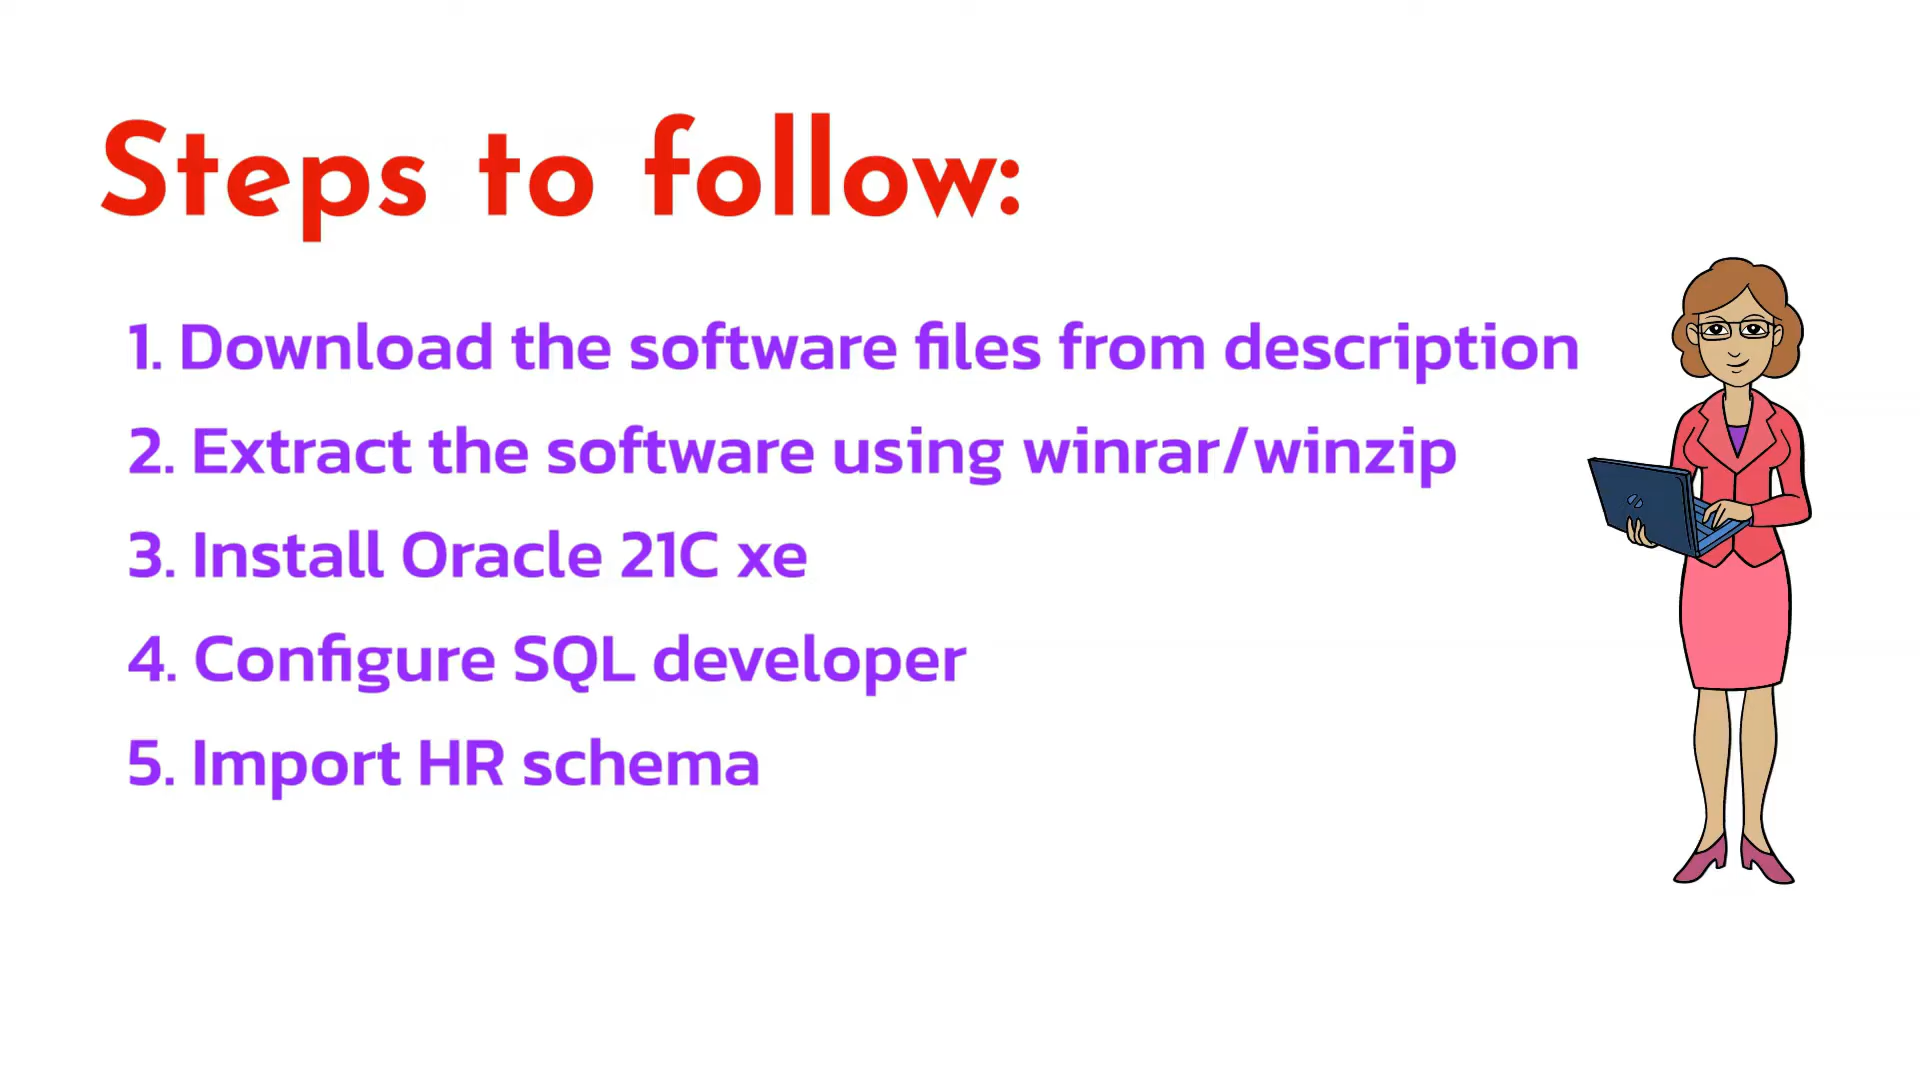 Steps to follow:
1. Download the software files from description
2. Extract the software using winrar/winzip
3. Install Oracle 21C xe
4. Configure SQL developer
5. Import HR schema